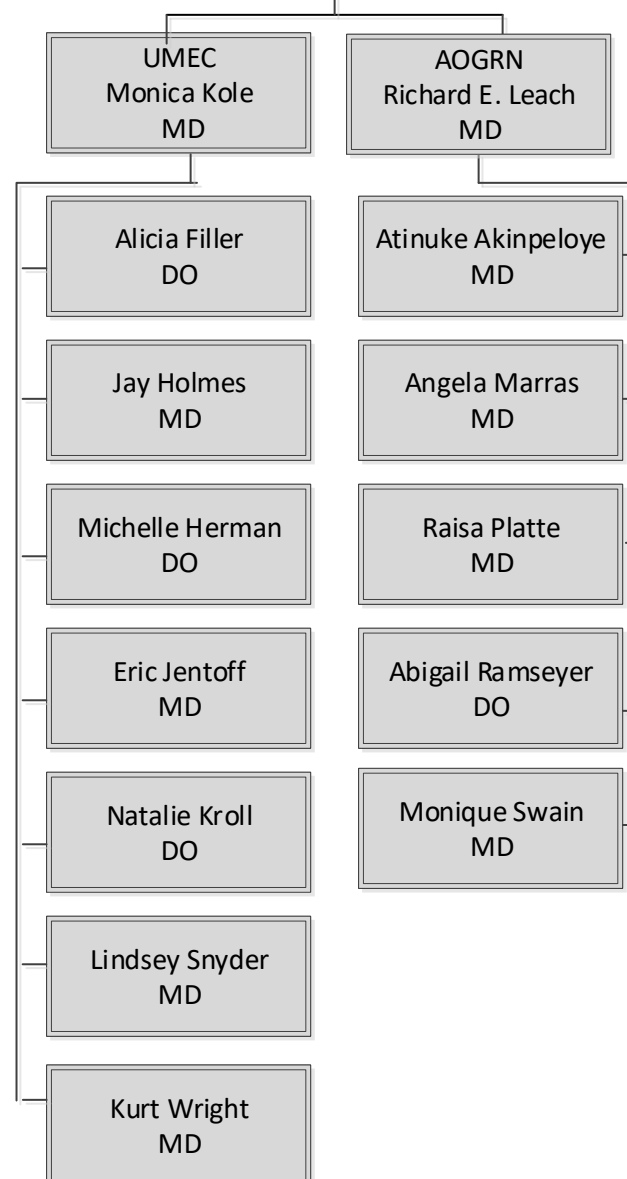 UMEC
Monica Kole
MD
AOGRN
Richard E. Leach
MD
Alicia Filler
DO
Jay Holmes
MD
Michelle Herman
DO
Eric Jentoff
MD
Natalie Kroll
DO
Lindsey Snyder
MD
Kurt Wright
MD
Atinuke Akinpeloye
MD
Angela Marras
MD
Raisa Platte
MD
Abigail Ramseyer
DO
Monique Swain
MD